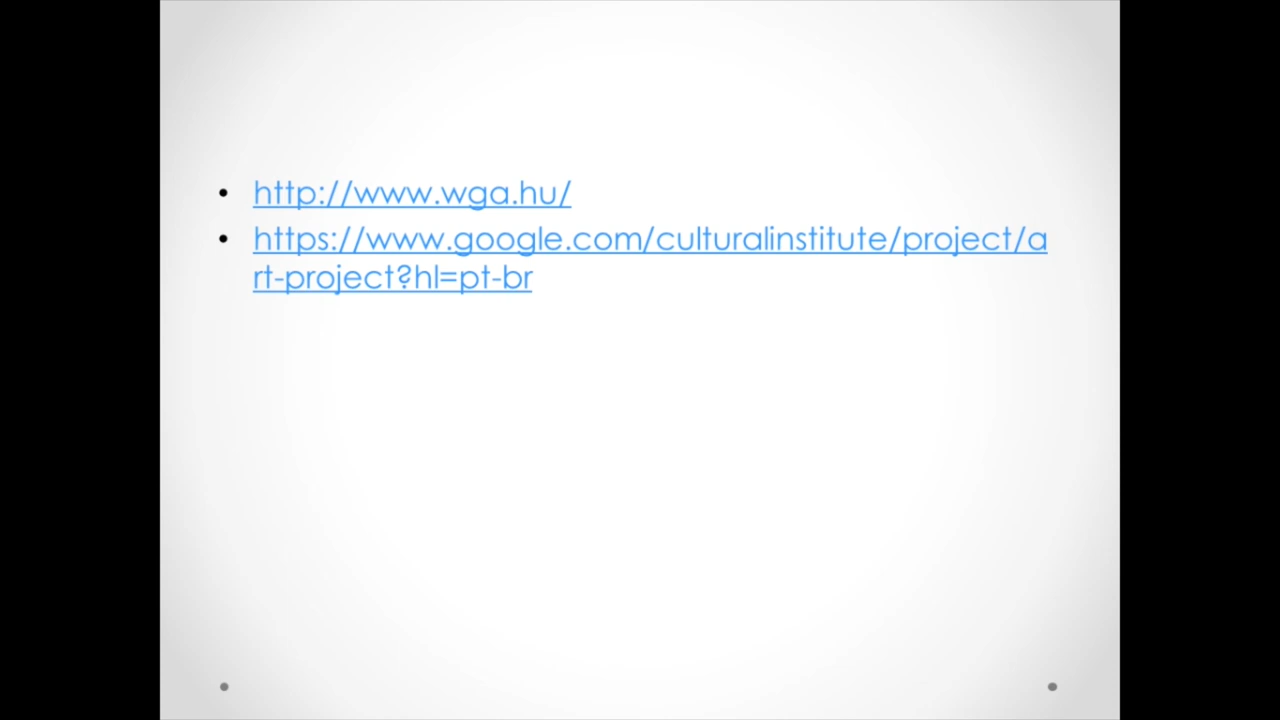 • http://www.wga.hu/
• https://www.google.com/culturalinstitute/project/a
rt-project?hl=pt-br